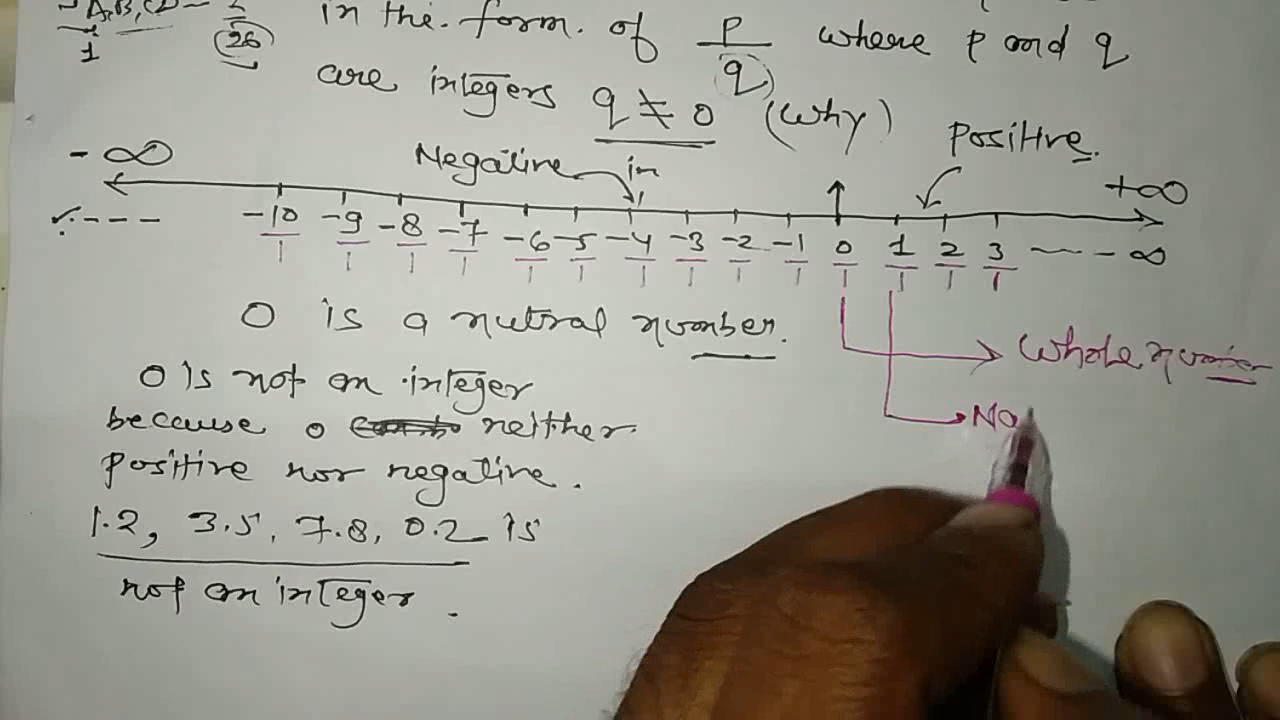 A,B,C,D - Z
1
26
in the form of p/q where p and q
are integers q ≠ 0 (Why)
Positive.
- ∞
Negative
in
+∞
-10/1 -9/1 -8/1 -7/1 -6/1 -5/1 -4/1 -3/1 -2/1 -1/1 0/1 1/1 2/1 3/1 ---- ∞
0 is a nutral number.
Whole number
0 is not an integer
No
because 0 neither
positive nor negative.
1.2, 3.5, 7.8, 0.2 is
not an integer.